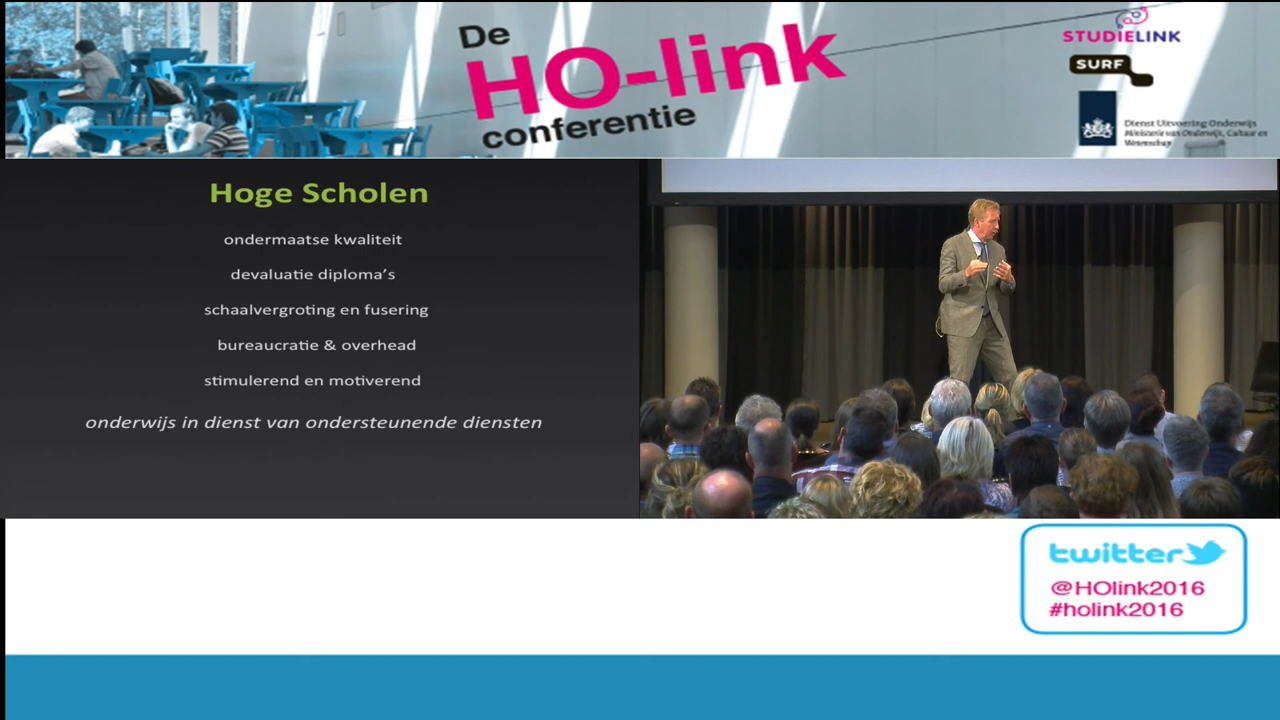 De
HO-link
conferentie
STUDIELINK
SURF
Dienst Uitvoering Onderwijs
Ministerie van Onderwijs, Cultuur en
Wetenschap
Hoge Scholen
ondermaatse kwaliteit
devaluatie diploma's
schaalvergroting en fusering
bureaucratie & overhead
stimulerend en motiverend
onderwijs in dienst van ondersteunende diensten
twitter
@HOlink2016
#holink2016